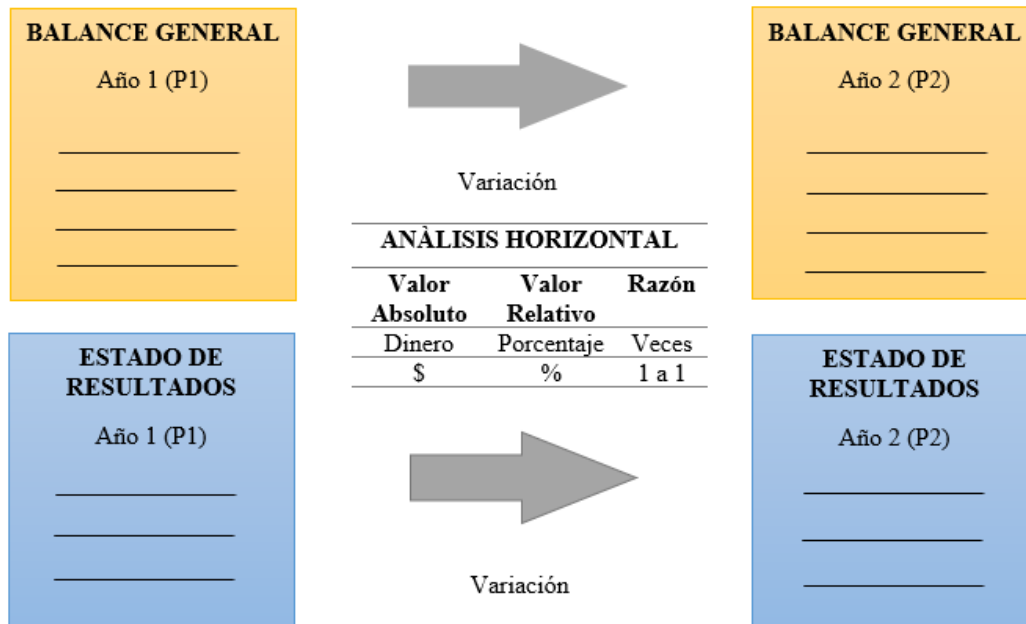 BALANCE GENERAL
Año 1 (P1)
Variación
BALANCE GENERAL
Año 2 (P2)
ANÀLISIS HORIZONTAL
Valor Absoluto
Valor Relativo
Razón
Dinero
Porcentaje
Veces
$
%
1 a 1
ESTADO DE
RESULTADOS
Año 1 (P1)
Variación
ESTADO DE
RESULTADOS
Año 2 (P2)